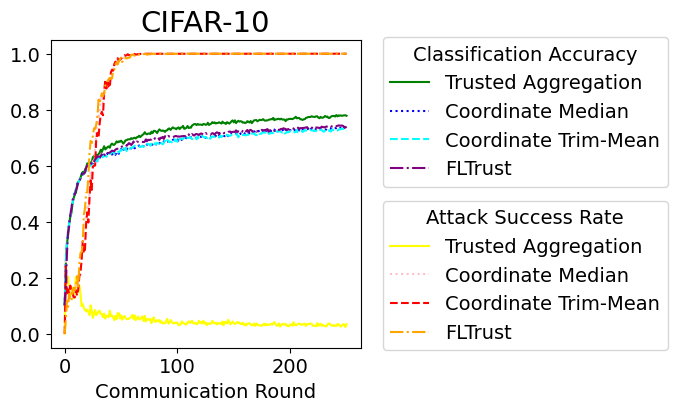 CIFAR-10
1.0
0.8
0.6
0.4
0.2
0.0
0 100 200
Communication Round
Classification Accuracy
Trusted Aggregation
Coordinate Median
Coordinate Trim-Mean
FLTrust
Attack Success Rate
Trusted Aggregation
Coordinate Median
Coordinate Trim-Mean
FLTrust